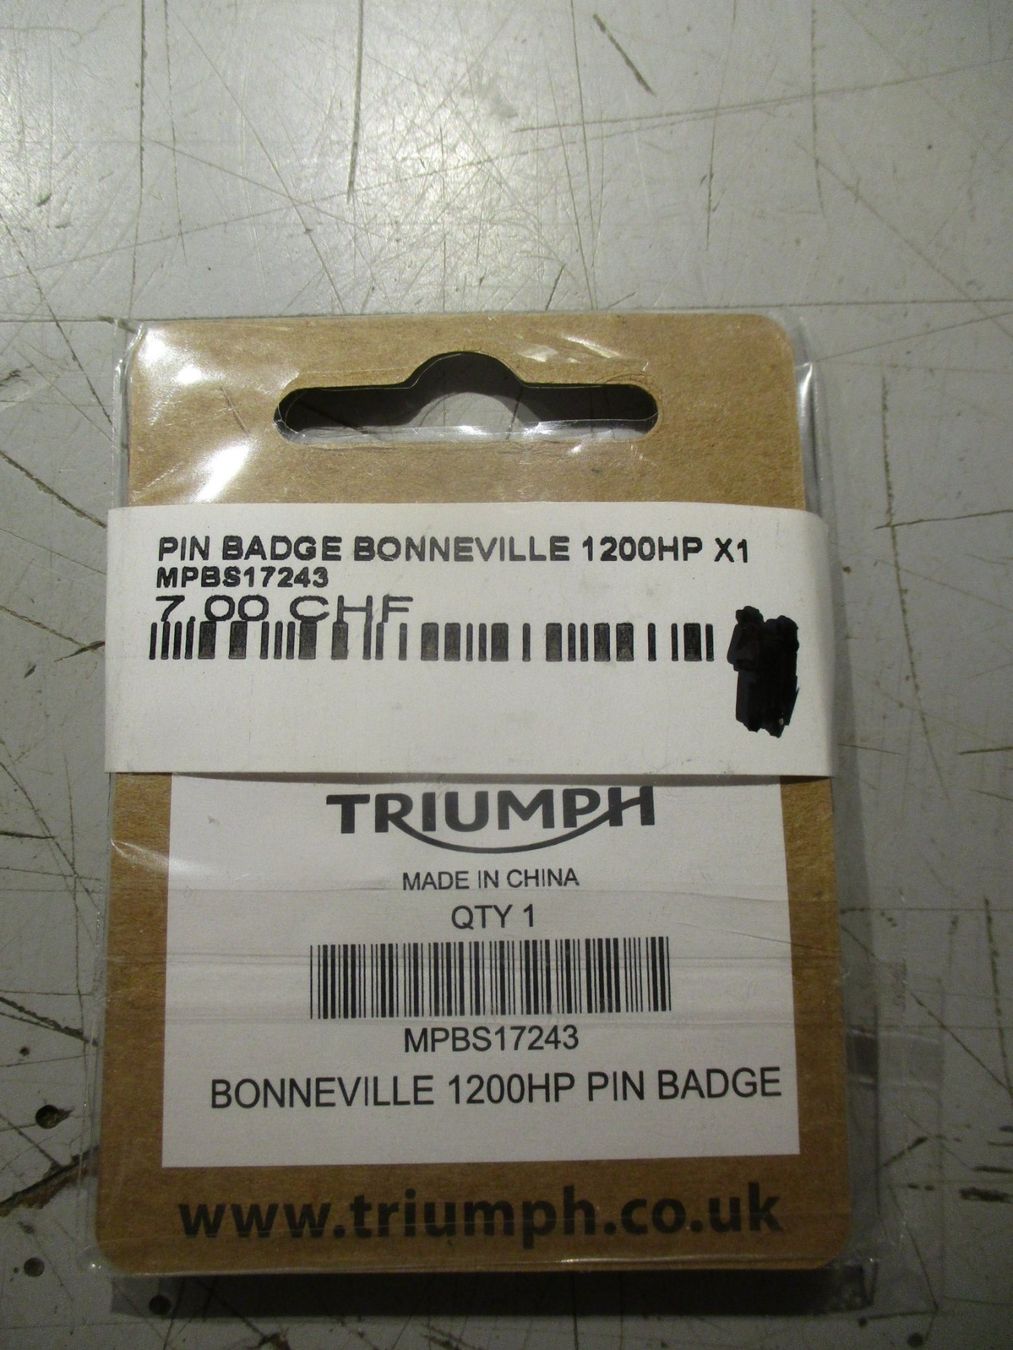 PIN BADGE BONNEVILLE 1200HP X1
MPBS17243
7.00 CHF
TRIUMPH
MADE IN CHINA
QTY 1
MPBS17243
BONNEVILLE 1200HP PIN BADGE
www.triumph.co.uk